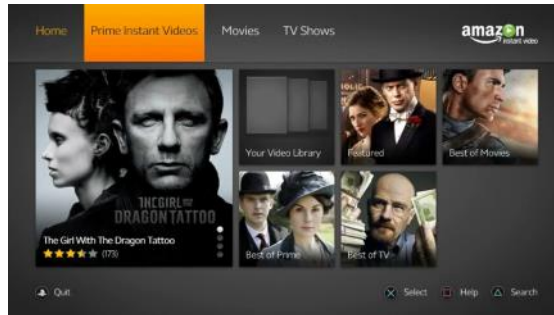 Home
Prime Instant Videos
Movies
TV Shows
amazon
instant video
THE GIRL WITH THE
DRAGON TATTOO
The Girl With The Dragon Tattoo
(173)
Your Video Library
Featured
Best of Movies
Best of Prime
Best of TV
Quit
Select
Help
Search